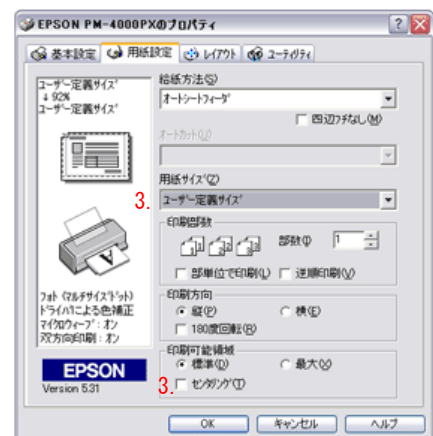 EPSON PM-4000PXのプロパティ
基本設定 用紙設定 レイアウト ユーティリティ
ユーザー定義サイズ
↓ 92%
ユーザー定義サイズ
フォト (マルチサイズドット)
ドライバによる色補正
マイクロウィーブ: オン
双方向印刷: オン
EPSON
Version 5.31
給紙方法(S)
オートシートフィーダ
四辺フチなし(M)
オートカット(J)
用紙サイズ(Z)
3. ユーザー定義サイズ
印刷部数
部数(I) 1
部単位で印刷(L) 逆順印刷(V)
印刷方向
縦(P) 横(E)
180度回転(R)
印刷可能領域
標準(D) 最大(X)
3. センタリング(T)
OK キャンセル ヘルプ